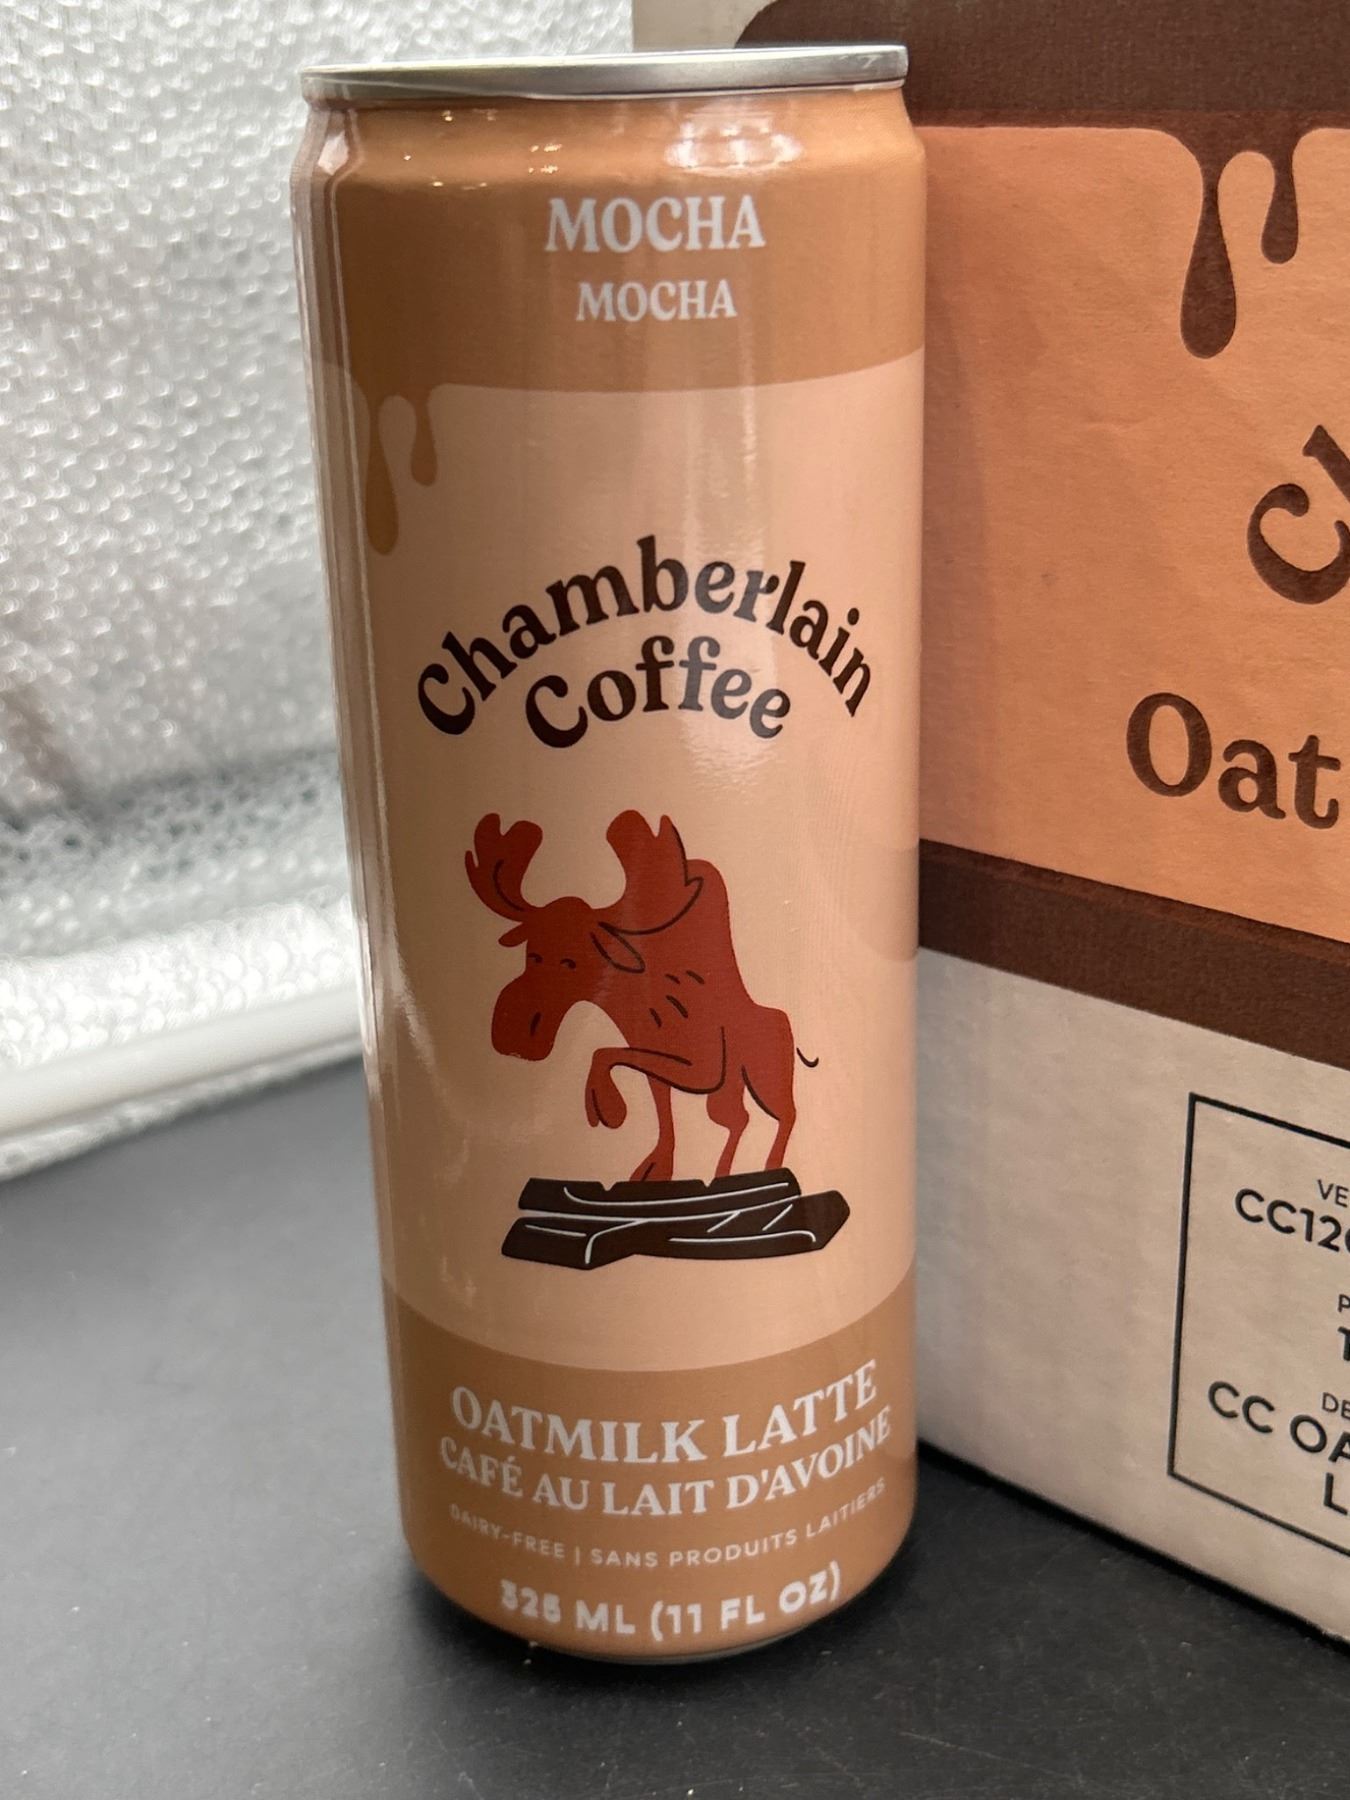 MOCHA
MOCHA
Chamberlain
Coffee
OATMILK LATTE
CAFÉ AU LAIT D'AVOINE
DAIRY-FREE | SANS PRODUITS LAITIERS
325 ML (11 FL OZ)
Oat
CC12
CC OA
L